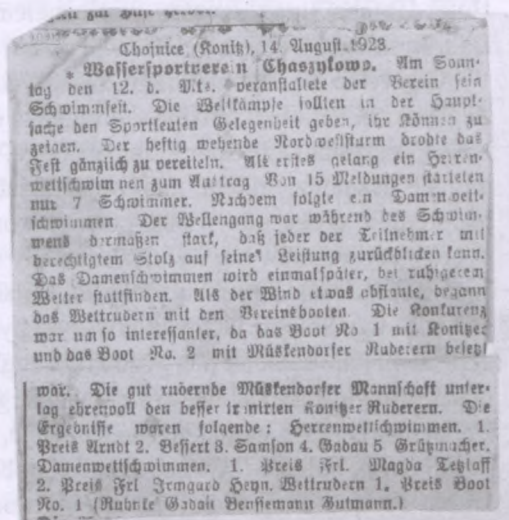 Chojnice (Konitz), 14. August 1923.
* Wassersportverein Chaszykowo. Am Sonn-
tag den 12. d. Mts. veranstaltete der Verein sein
Schwimmfest. Die Wettkämpfe sollten in der Haupt-
sache den Sportleuten Gelegenheit geben, ihr Können zu
zeigen. Der heftig wehende Nordweststurm drohte das
Fest gänzlich zu vereiteln. Als erstes gelang ein Herren-
wettschwimmen zum Austrag Von 15 Meldungen starteten
nur 7 Schwimmer. Nachdem folgte ein Damenwett-
schwimmen Der Wellengang war während des Schwim-
mens dermaßen stark, daß jeder der Teilnehmer mit
berechtigtem Stolz auf seine Leistung zurückblicken kann.
Das Damenschwimmen wird einmal später, bei ruhigerem
Wetter stattfinden. Als der Wind etwas abflaute, begann
das Wettrudern mit den Vereinsbooten. Die Konkurenz
war um so interessanter, da das Boot No 1 mit Konitzer
und das Boot No. 2 mit Müskendorfer Ruderern besetzt
war. Die gut rudernde Müskendorfer Mannschaft unter-
lag ehrenvoll den besser trainirten Konitzer Ruderern. Die
Ergebnisse waren folgende: Herrenwettschwimmen. 1.
Preis Arndt 2. Bessert 3. Samson 4. Gadau 5 Grützmacher.
Damenwettschwimmen. 1. Preis Frl. Magda Tetzlaff
2. Preis Frl Irmgard Heyn. Wettrudern 1. Preis Boot
No. 1 (Ruhnke Gadau Benstemann Gutmann.)